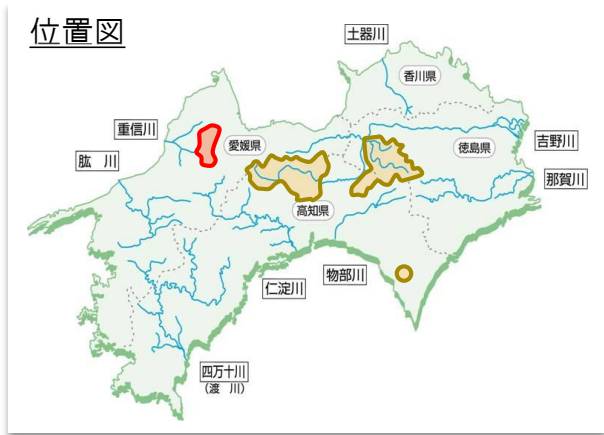 位置図
土器川
香川県
重信川
愛媛県
徳島県
吉野川
肱　川
那賀川
高知県
物部川
仁淀川
四万十川
（渡　川）